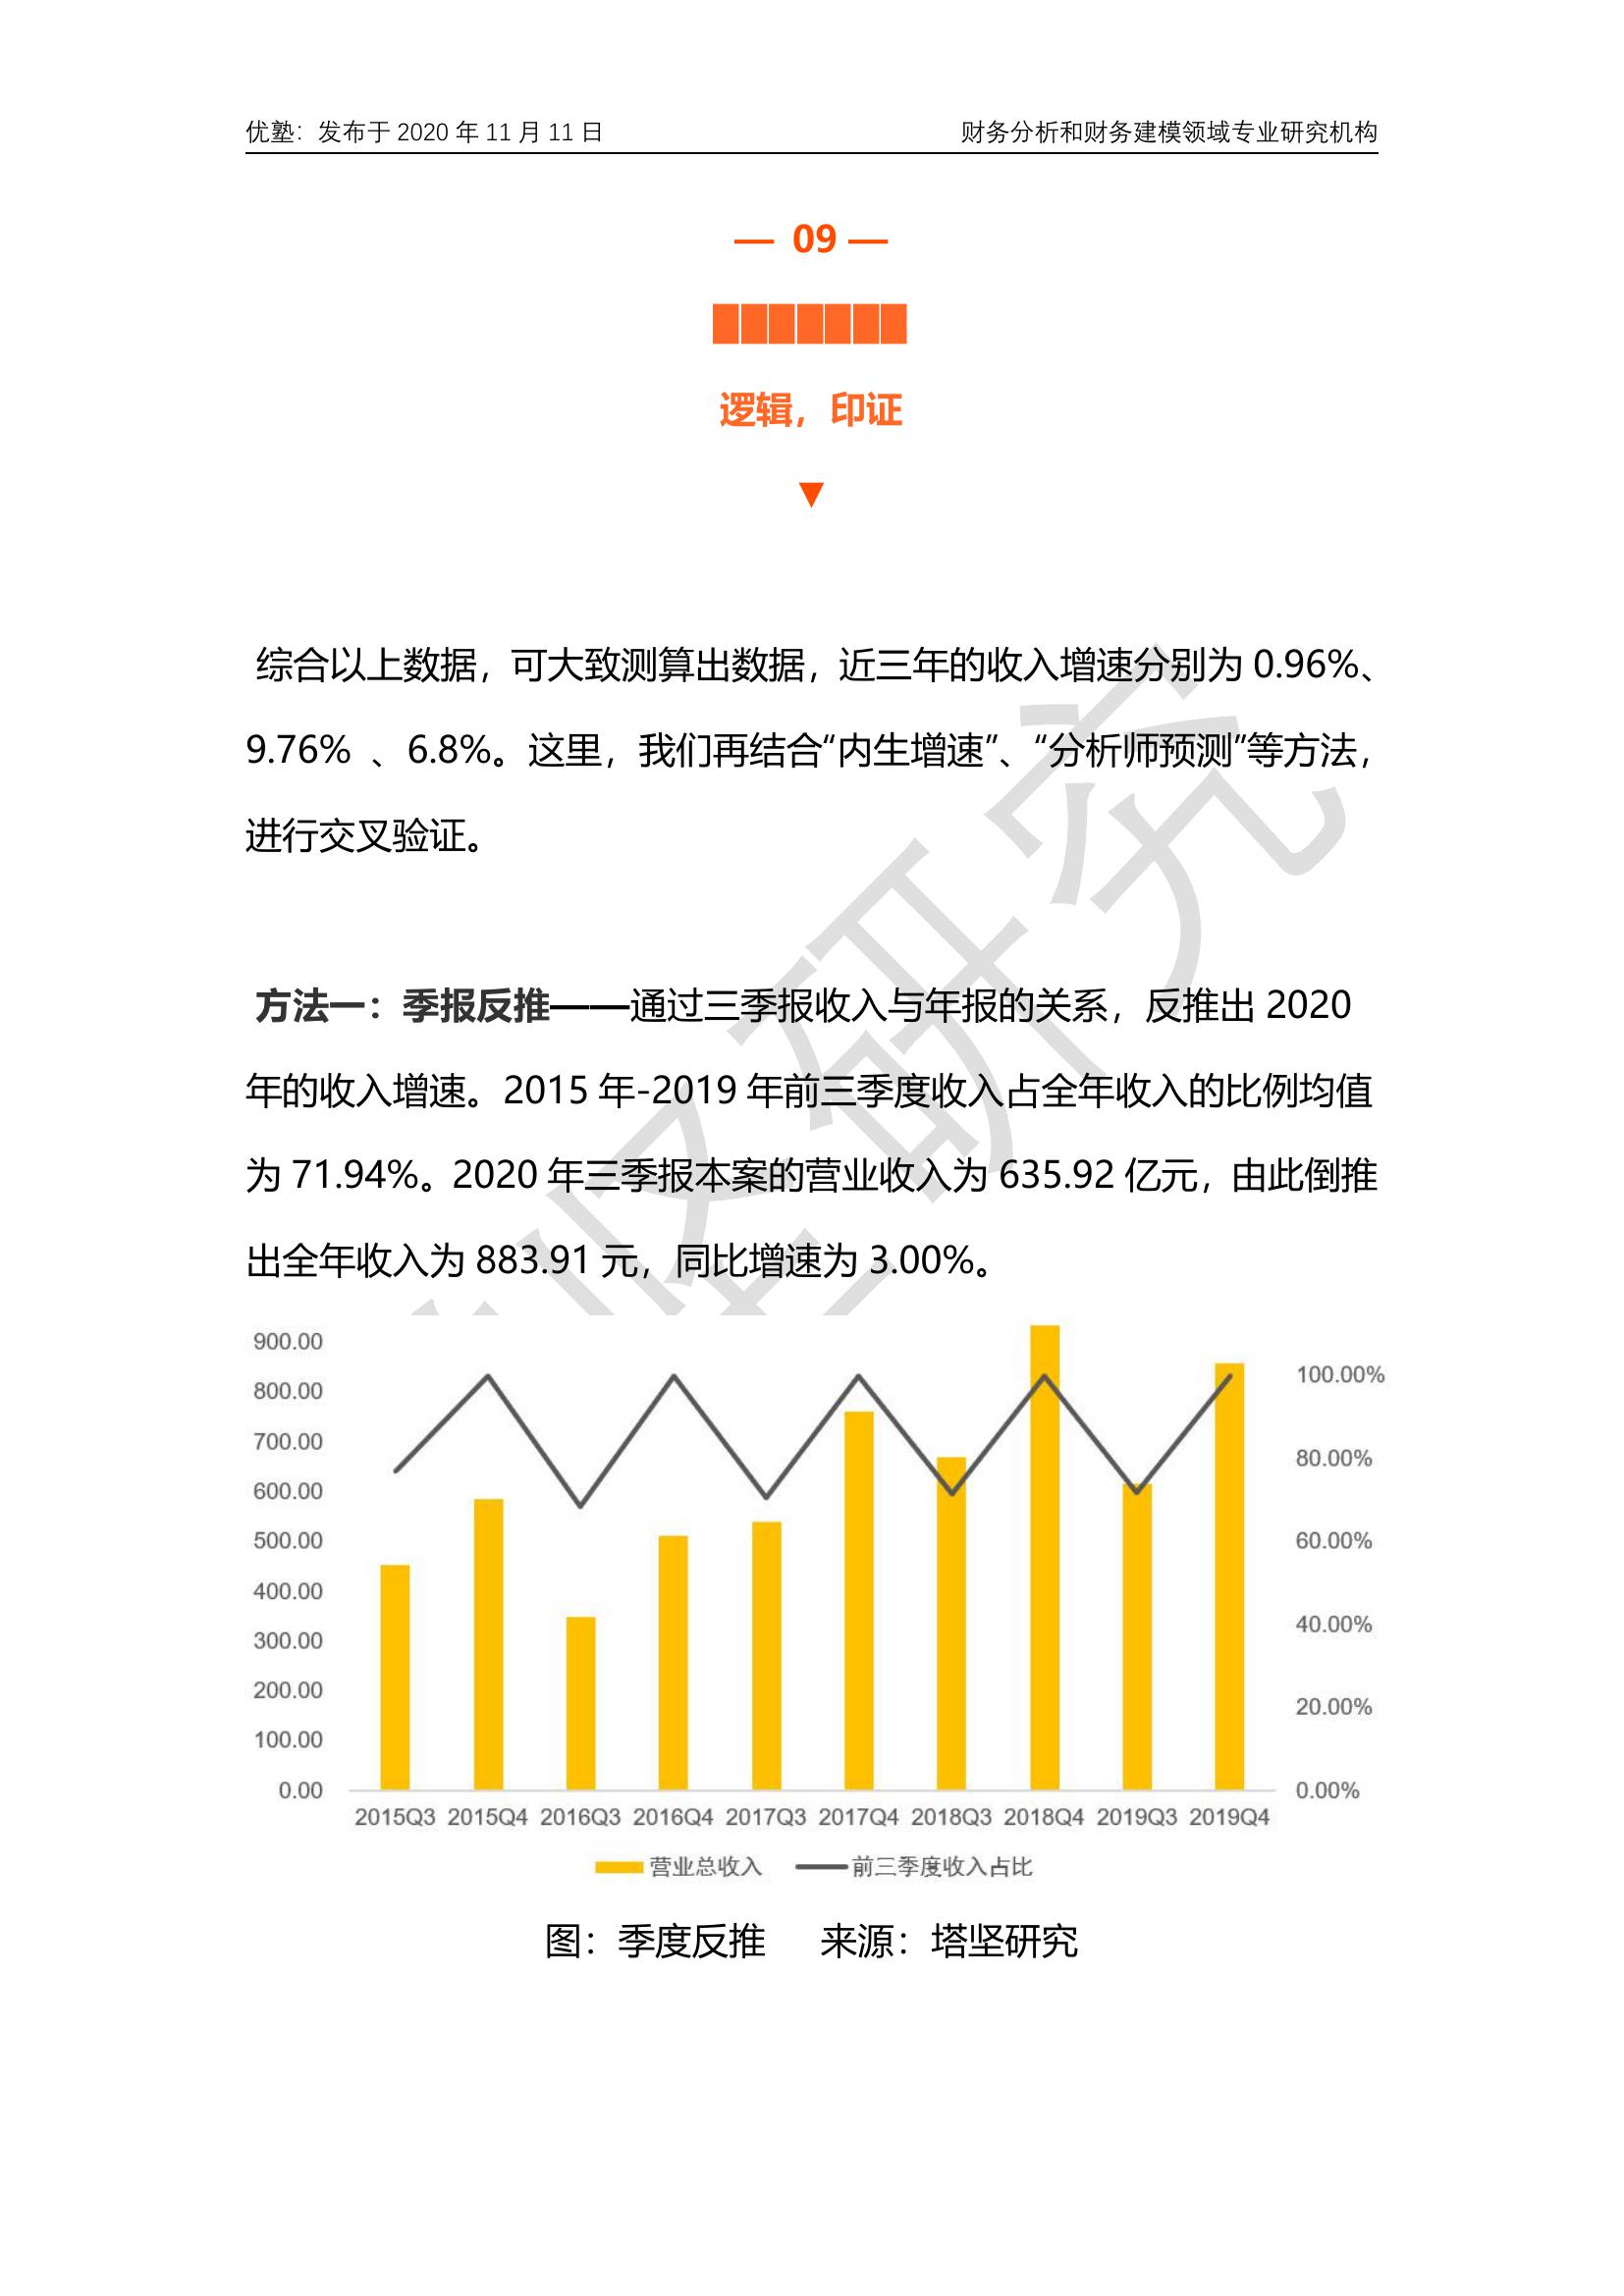 优塾：发布于 2020 年 11 月 11 日
财务分析和财务建模领域专业研究机构
— 09 —
逻辑，印证
▼
综合以上数据，可大致测算出数据，近三年的收入增速分别为 0.96%、
9.76% 、6.8%。这里，我们再结合“内生增速”、“分析师预测”等方法，
进行交叉验证。
方法一：季报反推——通过三季报收入与年报的关系，反推出 2020
年的收入增速。2015 年-2019 年前三季度收入占全年收入的比例均值
为 71.94%。2020 年三季报本案的营业收入为 635.92 亿元，由此倒推
出全年收入为 883.91 元，同比增速为 3.00%。
坚研究
900.00
800.00
700.00
600.00
500.00
400.00
300.00
200.00
100.00
0.00
100.00%
80.00%
60.00%
40.00%
20.00%
0.00%
2015Q3 2015Q4 2016Q3 2016Q4 2017Q3 2017Q4 2018Q3 2018Q4 2019Q3 2019Q4
营业总收入 前三季度收入占比
图：季度反推 来源：塔坚研究